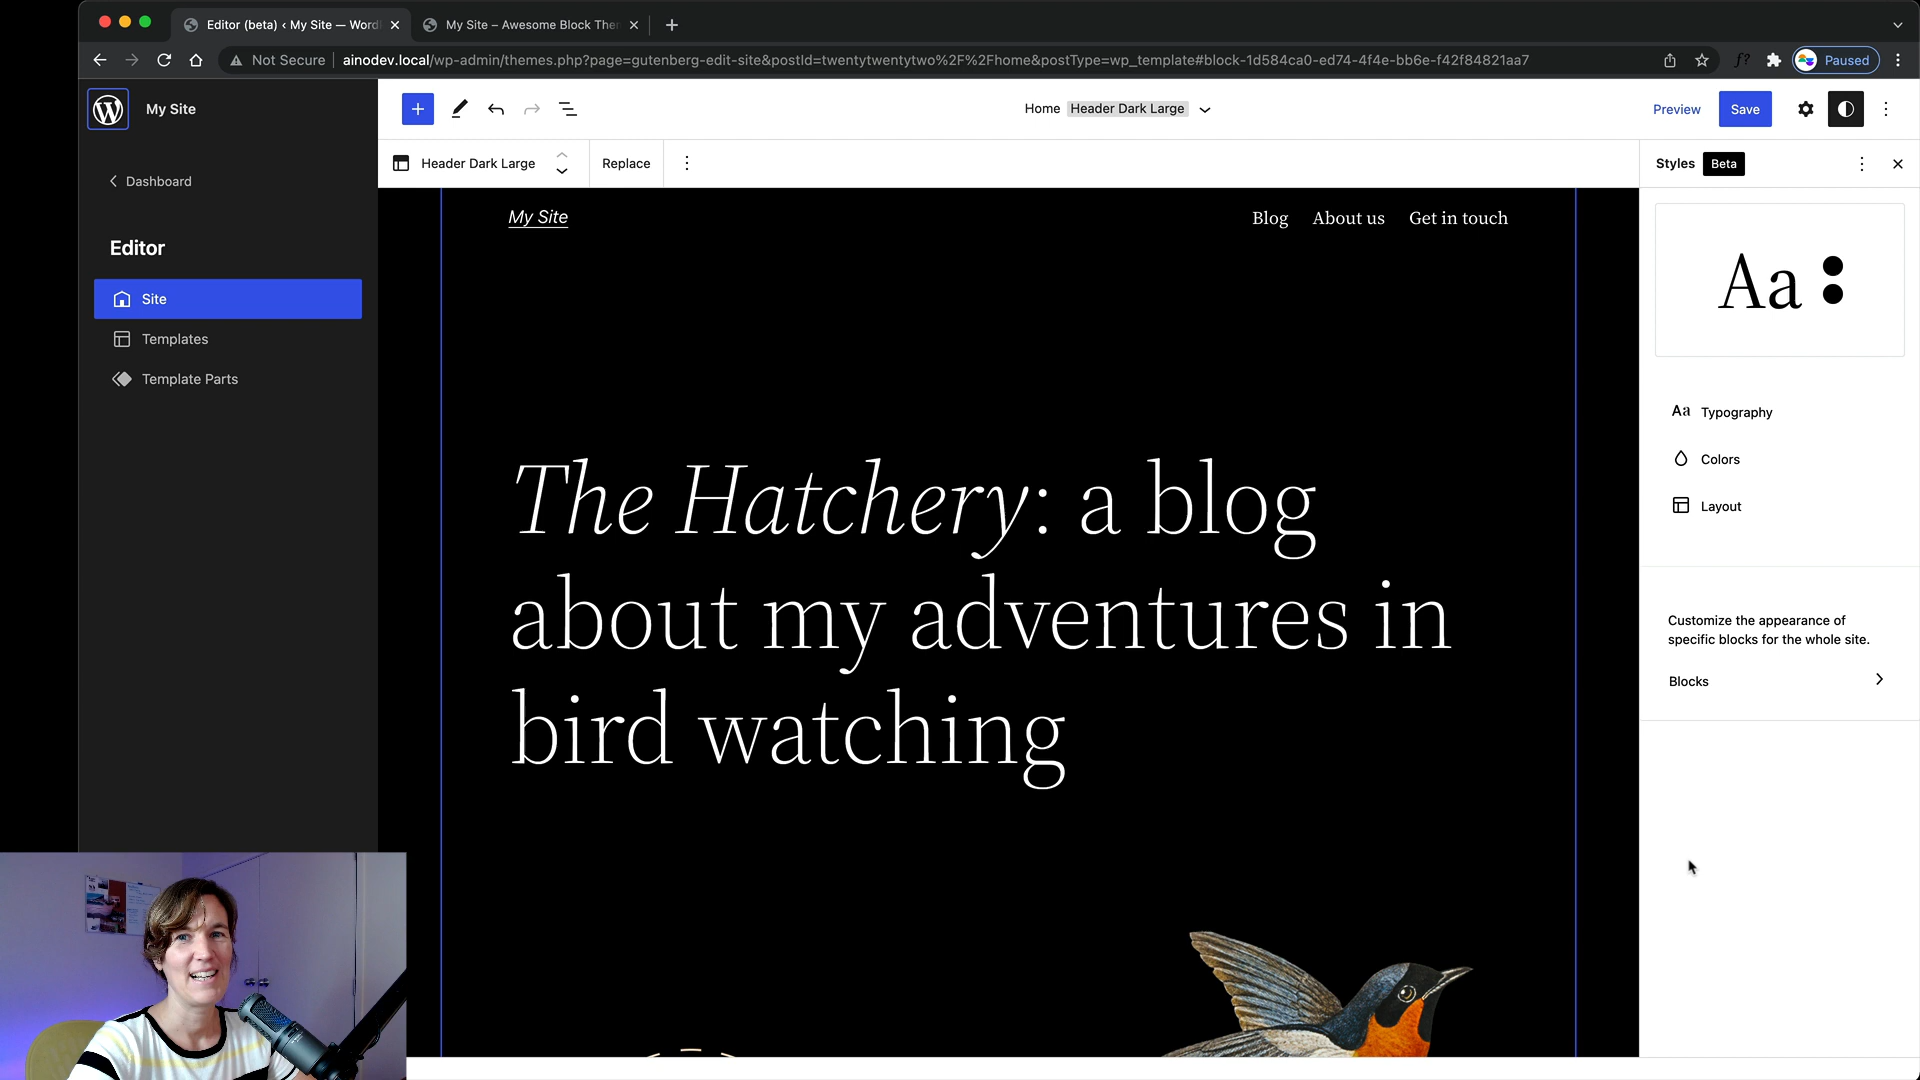 Editor (beta) ‹ My Site — Word
My Site – Awesome Block The
Not Secure
ainodev.local/wp-admin/themes.php?page=gutenberg-edit-site&postId=twentytwentytwo%2F%2Fhome&postType=wp_template#block-1d584ca0-ed74-4f4e-bb6e-f42f84821aa7
f?
Paused
My Site
Home Header Dark Large
Preview
Save
Header Dark Large
Replace
Styles Beta
Dashboard
Editor
Site
Templates
Template Parts
My Site
Blog About us Get in touch
The Hatchery: a blog
about my adventures in
bird watching
Aa
Aa Typography
Colors
Layout
Customize the appearance of
specific blocks for the whole site.
Blocks